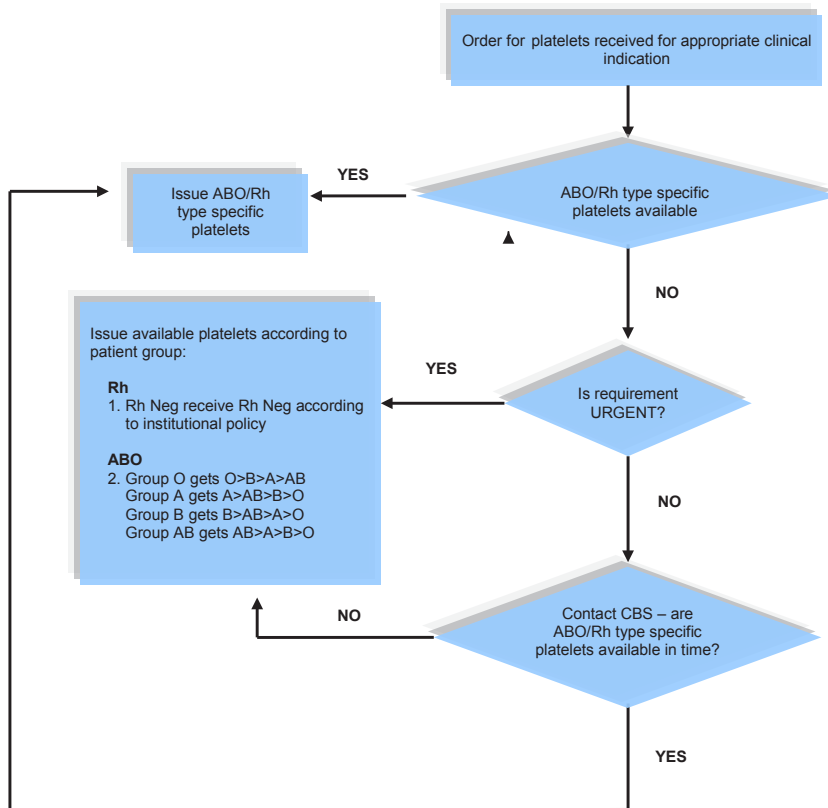 Order for platelets received for appropriate clinical
indication
YES
Issue ABO/Rh
type specific
platelets
ABO/Rh type specific
platelets available
NO
Issue available platelets according to
patient group:
Rh
1. Rh Neg receive Rh Neg according
to institutional policy
ABO
2. Group O gets O>B>A>AB
Group A gets A>AB>B>O
Group B gets B>AB>A>O
Group AB gets AB>A>B>O
YES
Is requirement
URGENT?
NO
NO
Contact CBS – are
ABO/Rh type specific
platelets available in time?
YES